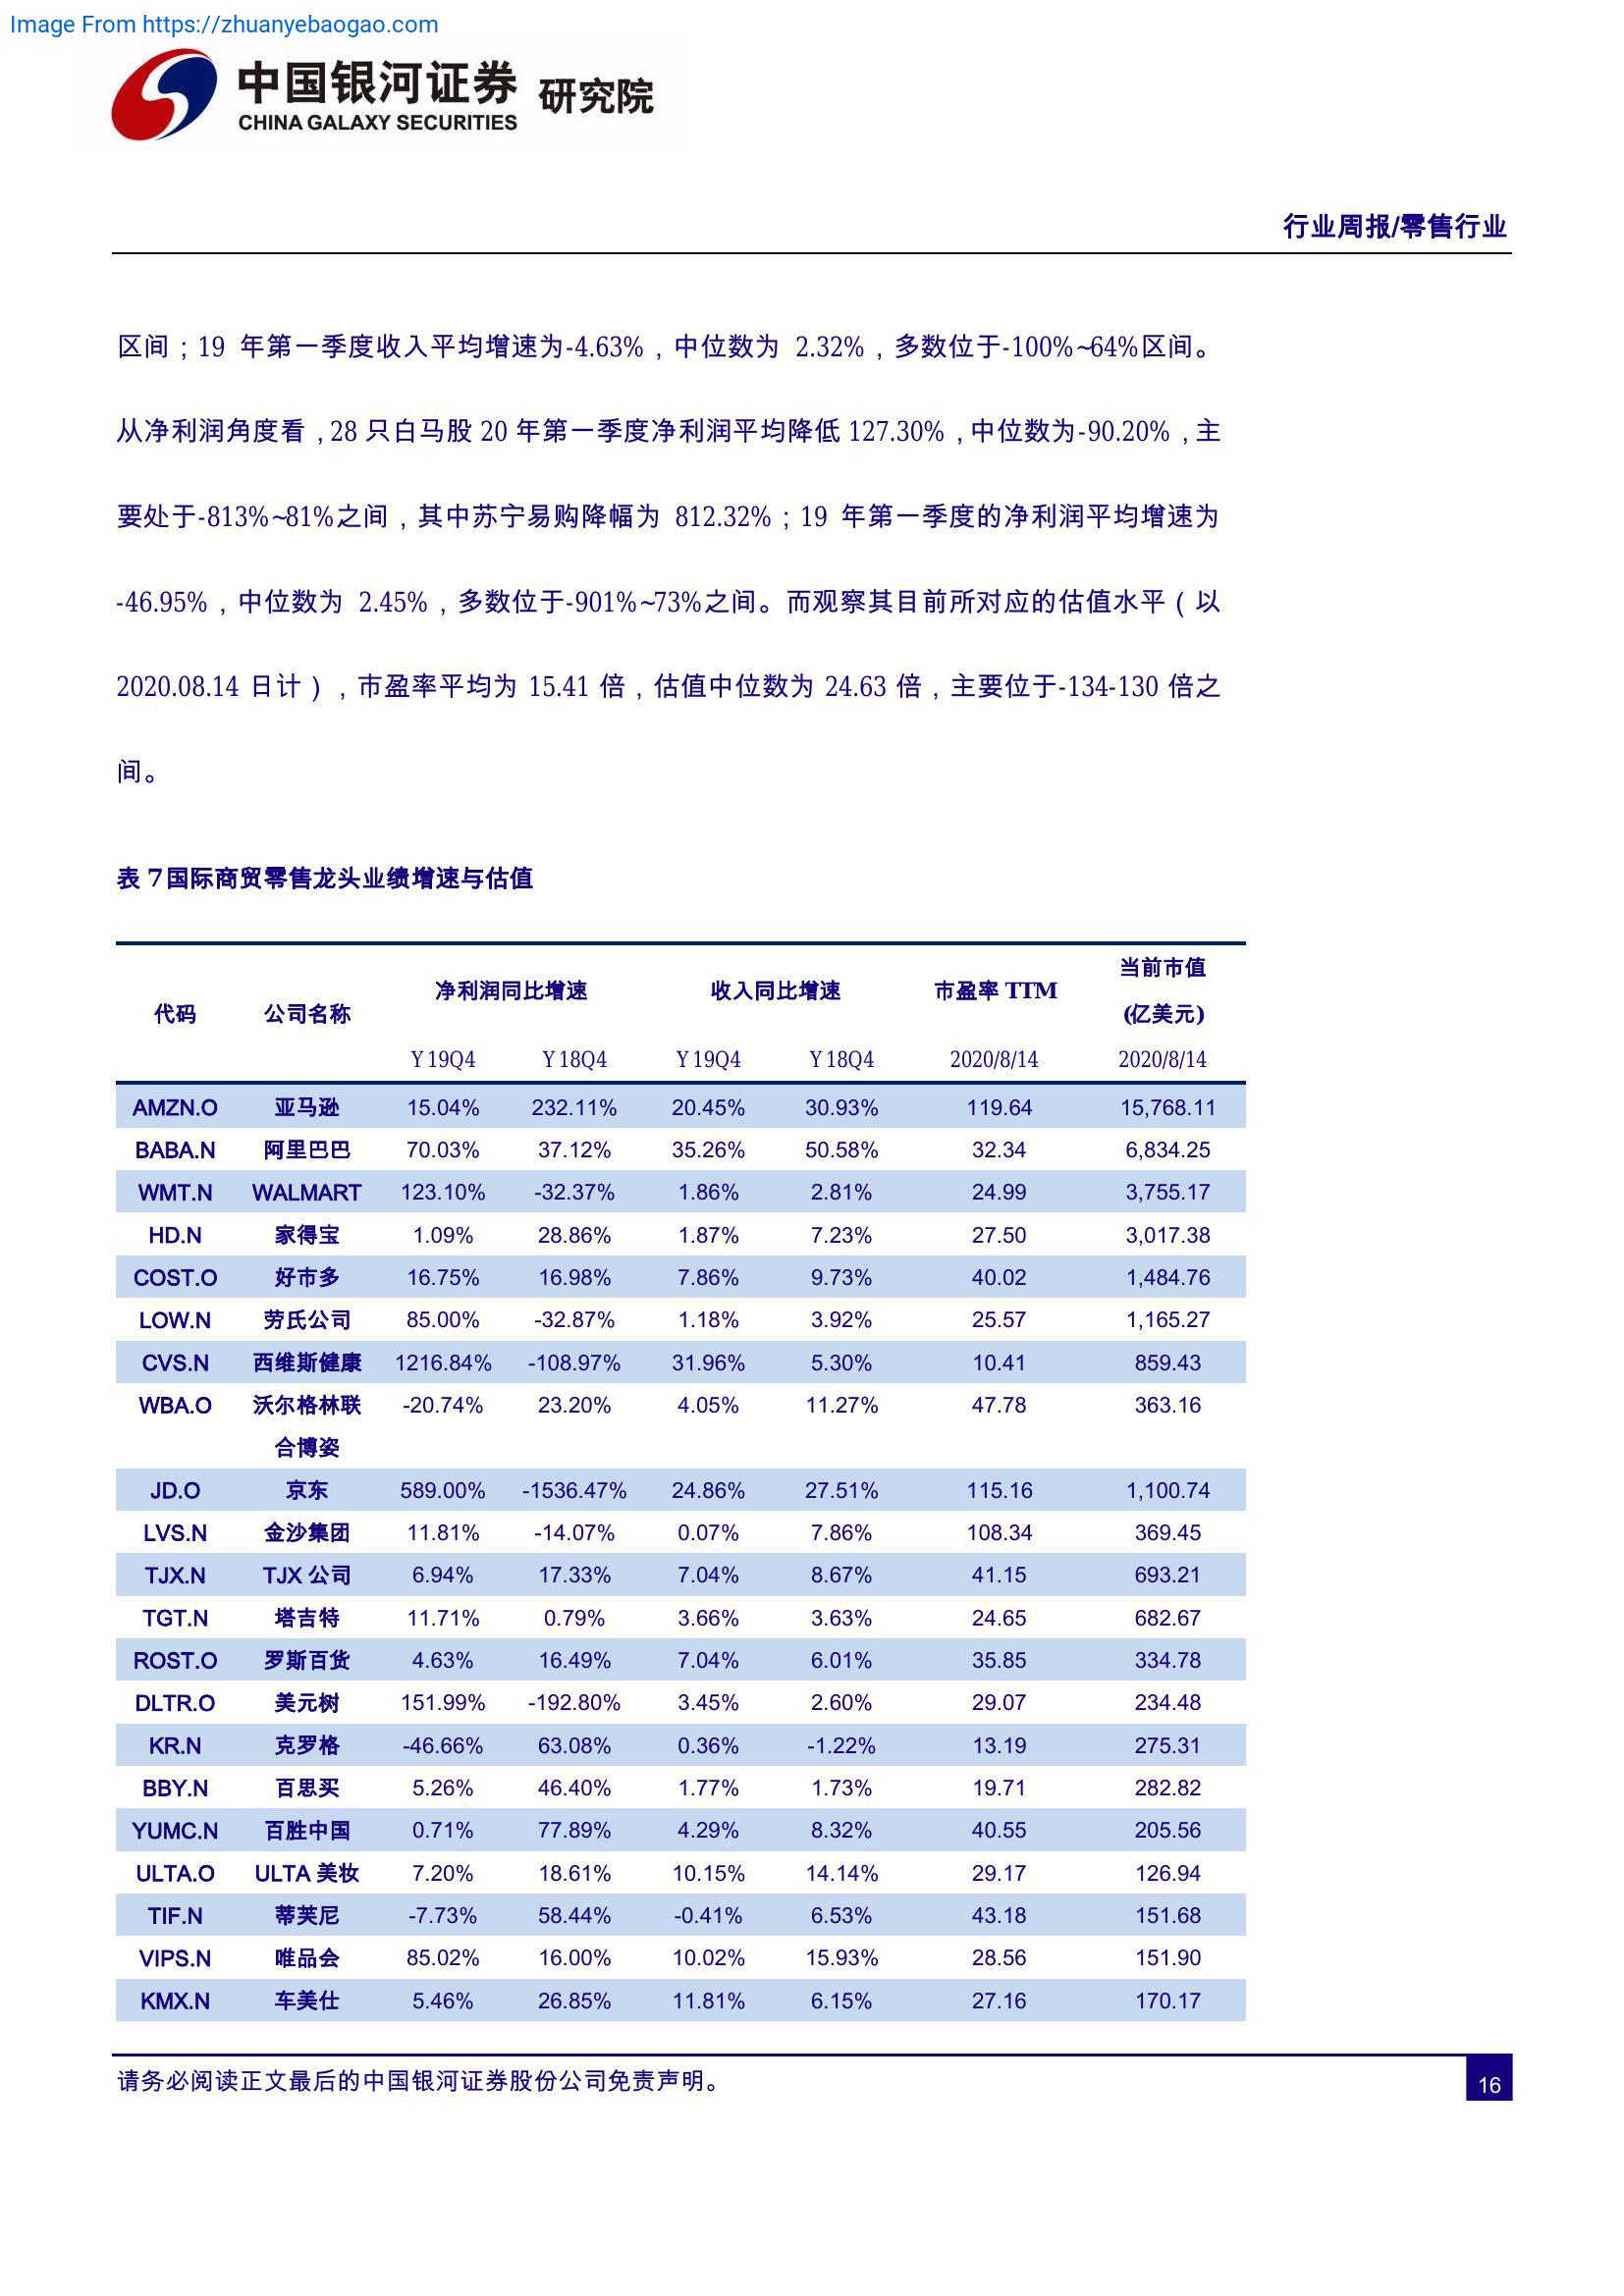 Image From https://zhuanyebaogao.com
中国银河证券 研究院
CHINA GALAXY SECURITIES
行业周报/零售行业
区间；19 年第一季度收入平均增速为-4.63%，中位数为 2.32%，多数位于-100%~64%区间。
从净利润角度看，28 只白马股 20 年第一季度净利润平均降低 127.30%，中位数为-90.20%，主
要处于-813%~81%之间，其中苏宁易购降幅为 812.32%；19 年第一季度的净利润平均增速为
-46.95%，中位数为 2.45%，多数位于-901%~73%之间。而观察其目前所对应的估值水平（以
2020.08.14 日计），市盈率平均为 15.41 倍，估值中位数为 24.63 倍，主要位于-134-130 倍之
间。
表 7 国际商贸零售龙头业绩增速与估值
代码 公司名称 净利润同比增速 收入同比增速 市盈率 TTM 当前市值
(亿美元)
Y19Q4 Y18Q4 Y19Q4 Y18Q4 2020/8/14 2020/8/14
AMZN.O 亚马逊 15.04% 232.11% 20.45% 30.93% 119.64 15,768.11
BABA.N 阿里巴巴 70.03% 37.12% 35.26% 50.58% 32.34 6,834.25
WMT.N WALMART 123.10% -32.37% 1.86% 2.81% 24.99 3,755.17
HD.N 家得宝 1.09% 28.86% 1.87% 7.23% 27.50 3,017.38
COST.O 好市多 16.75% 16.98% 7.86% 9.73% 40.02 1,484.76
LOW.N 劳氏公司 85.00% -32.87% 1.18% 3.92% 25.57 1,165.27
CVS.N 西维斯健康 1216.84% -108.97% 31.96% 5.30% 10.41 859.43
WBA.O 沃尔格林联 -20.74% 23.20% 4.05% 11.27% 47.78 363.16
合博姿
JD.O 京东 589.00% -1536.47% 24.86% 27.51% 115.16 1,100.74
LVS.N 金沙集团 11.81% -14.07% 0.07% 7.86% 108.34 369.45
TJX.N TJX 公司 6.94% 17.33% 7.04% 8.67% 41.15 693.21
TGT.N 塔吉特 11.71% 0.79% 3.66% 3.63% 24.65 682.67
ROST.O 罗斯百货 4.63% 16.49% 7.04% 6.01% 35.85 334.78
DLTR.O 美元树 151.99% -192.80% 3.45% 2.60% 29.07 234.48
KR.N 克罗格 -46.66% 63.08% 0.36% -1.22% 13.19 275.31
BBY.N 百思买 5.26% 46.40% 1.77% 1.73% 19.71 282.82
YUMC.N 百胜中国 0.71% 77.89% 4.29% 8.32% 40.55 205.56
ULTA.O ULTA 美妆 7.20% 18.61% 10.15% 14.14% 29.17 126.94
TIF.N 蒂芙尼 -7.73% 58.44% -0.41% 6.53% 43.18 151.68
VIPS.N 唯品会 85.02% 16.00% 10.02% 15.93% 28.56 151.90
KMX.N 车美仕 5.46% 26.85% 11.81% 6.15% 27.16 170.17
请务必阅读正文最后的中国银河证券股份公司免责声明。
16